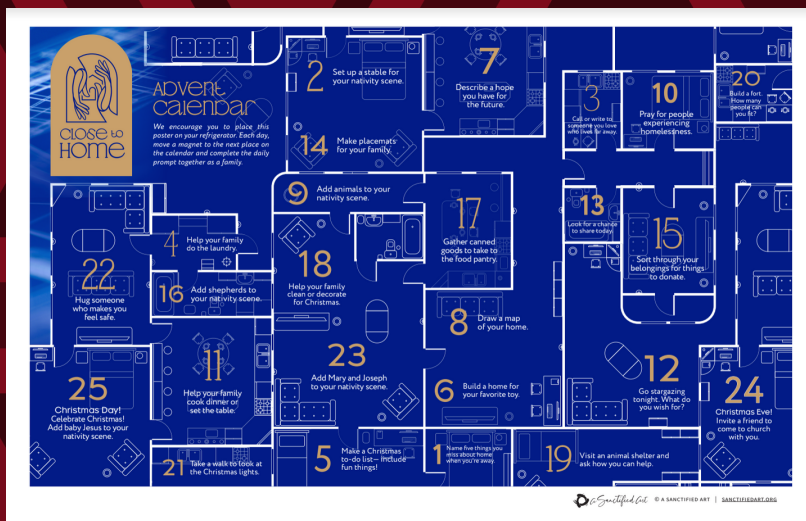 CLOSE to
HOME
ADVENT
CALENDAR
We encourage you to place this
poster on your refrigerator. Each day,
move a magnet to the next place on
the calendar and complete the daily
prompt together as a family.
2
Set up a stable for
your nativity scene.
14
Make placemats
for your family.
7
Describe a hope
you have for
the future.
3
Call or write to
someone you love
who lives far away.
10
Pray for people
experiencing
homelessness.
20
Build a fort.
How many
people can
you fit?
9
Add animals to your
nativity scene.
17
Gather canned
goods to take to
the food pantry.
13
Look for a chance
to share today.
15
Sort through your
belongings for things
to donate.
4
Help your family
do the laundry.
22
Hug someone
who makes you
feel safe.
16
Add shepherds to
your nativity scene.
18
Help your family
clean or decorate
for Christmas.
8
Draw a map
of your home.
23
Add Mary and Joseph
to your nativity scene.
11
Help your family
cook dinner or
set the table.
6
Build a home for
your favorite toy.
12
Go stargazing
tonight. What do
you wish for?
25
Christmas Day!
Celebrate Christmas!
Add baby Jesus to your
nativity scene.
24
Christmas Eve!
Invite a friend to
come to church
with you.
21
Take a walk to look at
the Christmas lights.
5
Make a Christmas
to-do list— include
fun things!
1
Name five things you
miss about home
when you're away.
19
Visit an animal shelter and
ask how you can help.
a Sanctified Art
© A SANCTIFIED ART | SANCTIFIEDART.ORG